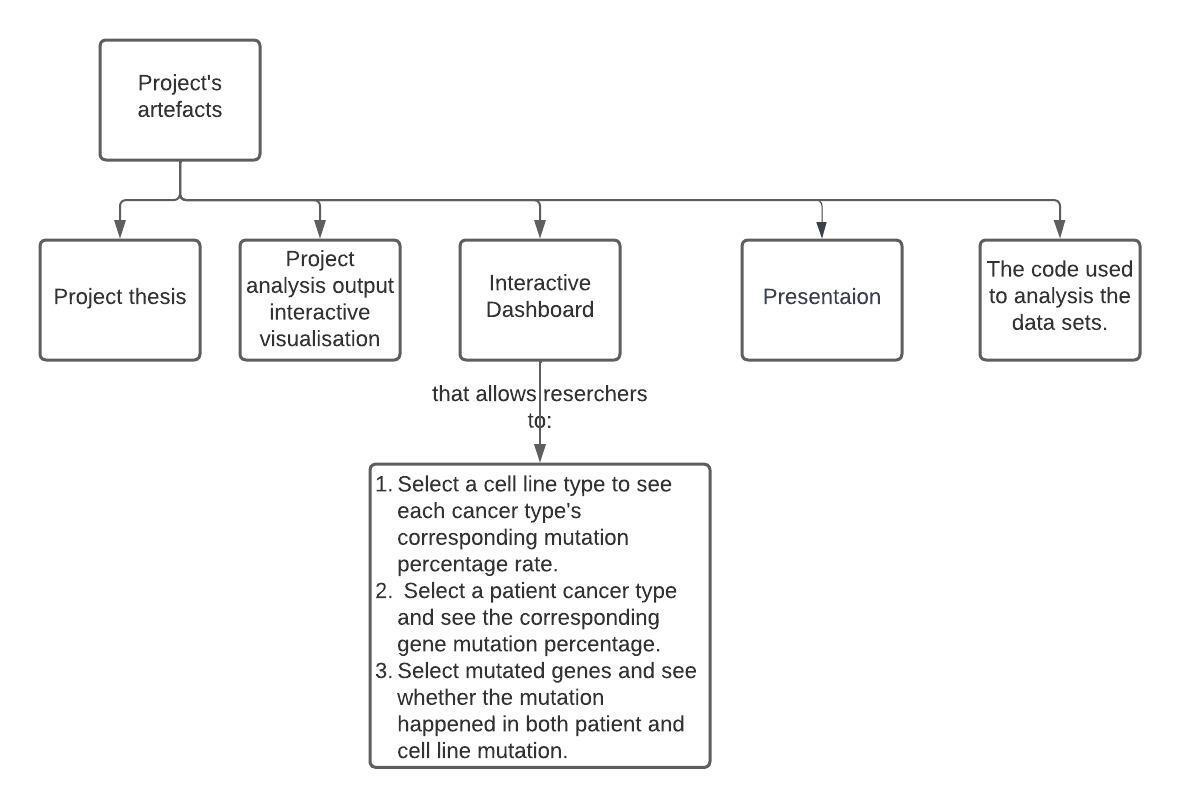 Project's
artefacts
Project thesis
Project
analysis output
interactive
visualisation
Interactive
Dashboard
Presentaion
The code used
to analysis the
data sets.
that allows reserchers
to:
1. Select a cell line type to see
each cancer type's
corresponding mutation
percentage rate.
2. Select a patient cancer type
and see the corresponding
gene mutation percentage.
3. Select mutated genes and see
whether the mutation
happened in both patient and
cell line mutation.